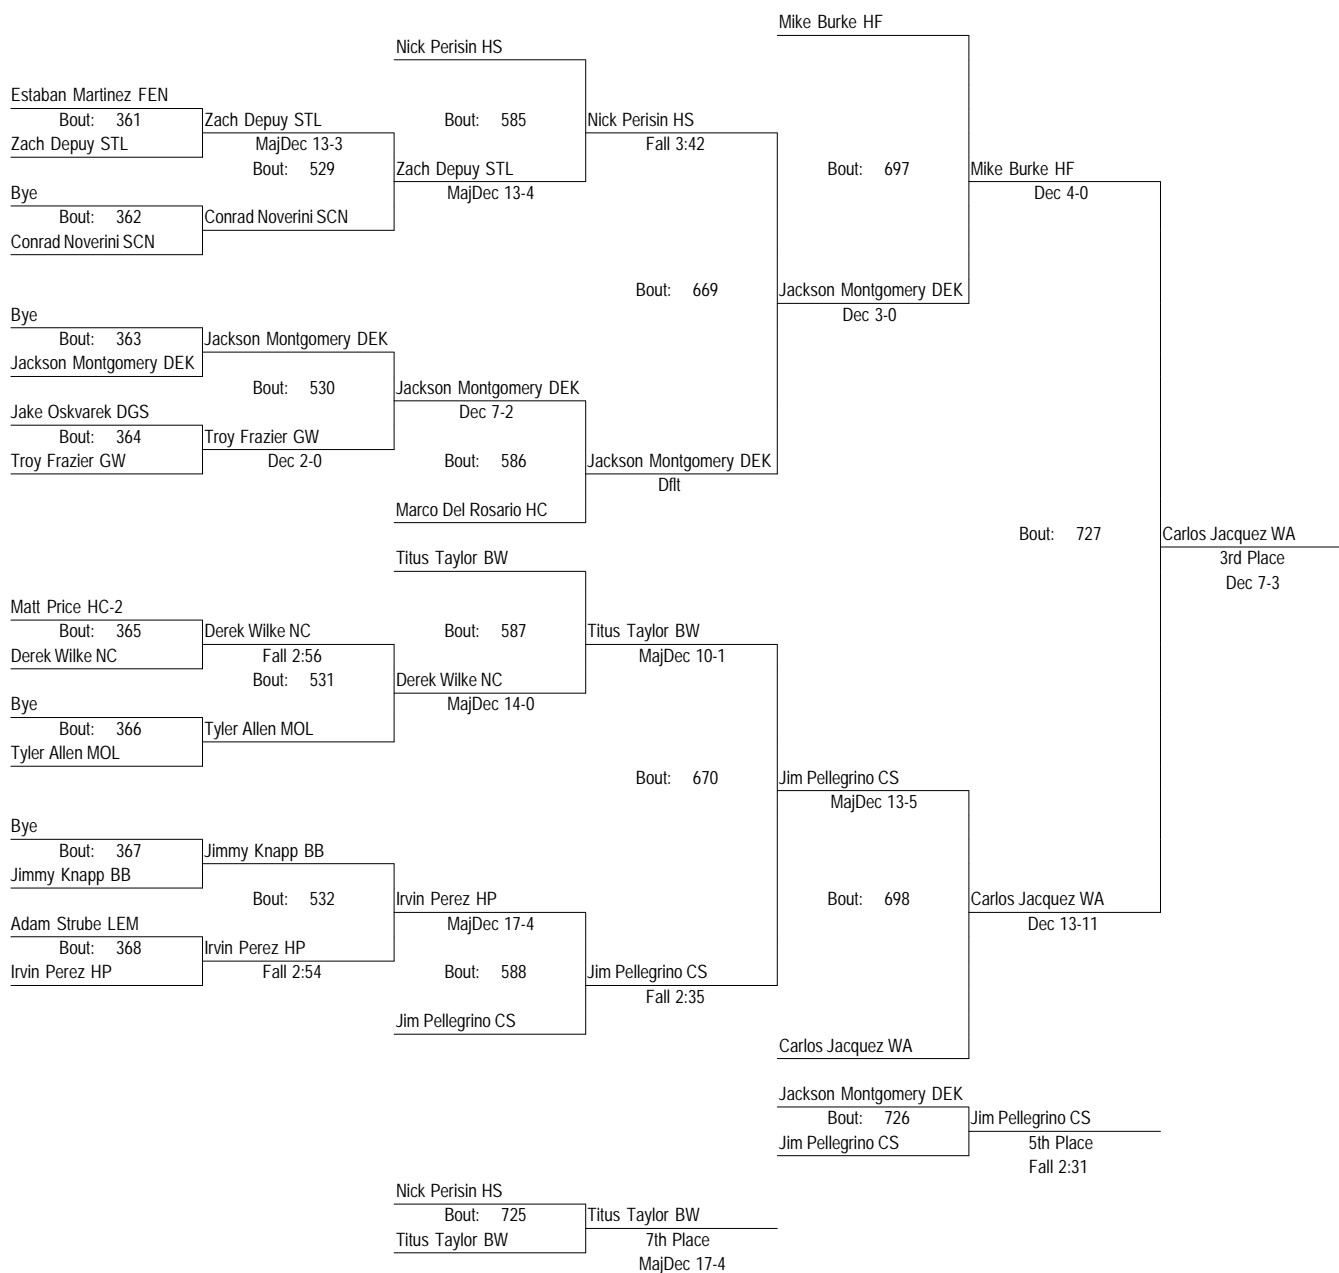 Mike Burke HF
Nick Perisin HS
Estaban Martinez FEN
Bout: 361
Zach Depuy STL
Bout: 585
Nick Perisin HS
Zach Depuy STL
MajDec 13-3
Fall 3:42
Bout: 529
Zach Depuy STL
Bout: 697
Mike Burke HF
Bye
MajDec 13-4
Dec 4-0
Bout: 362
Conrad Noverini SCN
Conrad Noverini SCN
Bout: 669
Jackson Montgomery DEK
Bye
Dec 3-0
Bout: 363
Jackson Montgomery DEK
Jackson Montgomery DEK
Bout: 530
Jackson Montgomery DEK
Jake Oskvarek DGS
Dec 7-2
Bout: 364
Troy Frazier GW
Troy Frazier GW
Dec 2-0
Bout: 586
Jackson Montgomery DEK
Dflt
Marco Del Rosario HC
Bout: 727
Carlos Jacquez WA
Titus Taylor BW
3rd Place
Dec 7-3
Matt Price HC-2
Bout: 365
Derek Wilke NC
Bout: 587
Titus Taylor BW
Derek Wilke NC
Fall 2:56
MajDec 10-1
Bout: 531
Derek Wilke NC
Bye
MajDec 14-0
Bout: 366
Tyler Allen MOL
Tyler Allen MOL
Bout: 670
Jim Pellegrino CS
MajDec 13-5
Bye
Bout: 367
Jimmy Knapp BB
Jimmy Knapp BB
Bout: 532
Irvin Perez HP
Bout: 698
Carlos Jacquez WA
Adam Strube LEM
MajDec 17-4
Dec 13-11
Bout: 368
Irvin Perez HP
Irvin Perez HP
Fall 2:54
Bout: 588
Jim Pellegrino CS
Fall 2:35
Jim Pellegrino CS
Carlos Jacquez WA
Jackson Montgomery DEK
Bout: 726
Jim Pellegrino CS
Jim Pellegrino CS
5th Place
Fall 2:31
Nick Perisin HS
Bout: 725
Titus Taylor BW
Titus Taylor BW
7th Place
MajDec 17-4